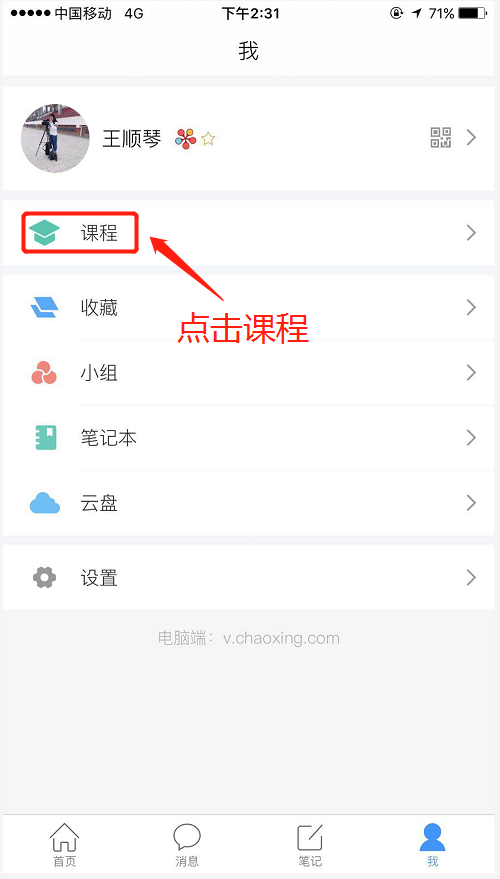 中国移动 4G 下午2:31 71%
我
王顺琴
课程
收藏
点击课程
小组
笔记本
云盘
设置
电脑端：v.chaoxing.com
首页 消息 笔记 我